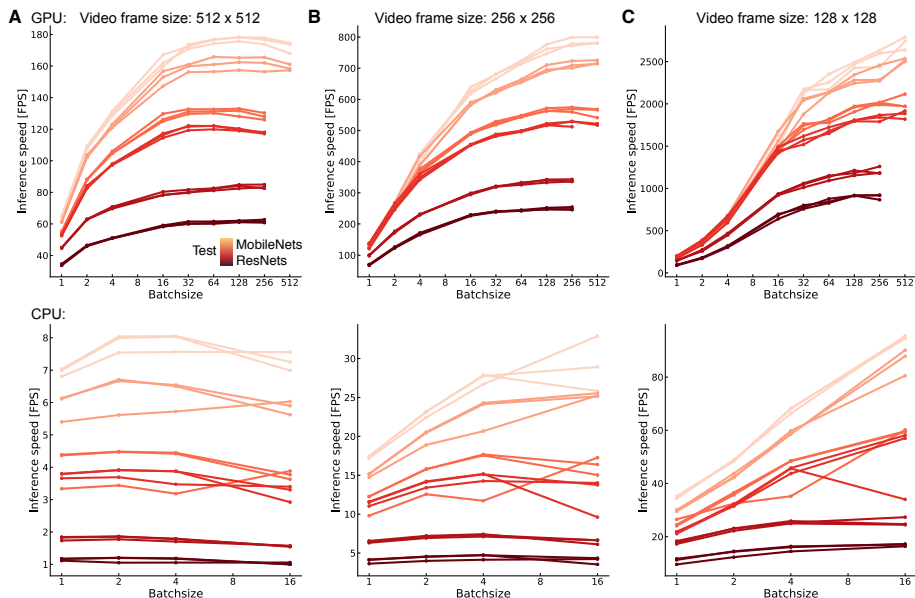 A GPU: Video frame size: 512 x 512
B Video frame size: 256 x 256
C Video frame size: 128 x 128
Inference speed [FPS]
180
160
140
120
100
80
60
40
1 2 4 8 16 32 64 128 256 512
Batchsize
Test
MobileNets
ResNets
Inference speed [FPS]
800
700
600
500
400
300
200
100
1 2 4 8 16 32 64 128 256 512
Batchsize
Inference speed [FPS]
2500
2000
1500
1000
500
0
1 2 4 8 16 32 64 128 256 512
Batchsize
CPU:
Inference speed [FPS]
8
7
6
5
4
3
2
1
1 2 4 8 16
Batchsize
Inference speed [FPS]
30
25
20
15
10
5
1 2 4 8 16
Batchsize
Inference speed [FPS]
80
60
40
20
1 2 4 8 16
Batchsize